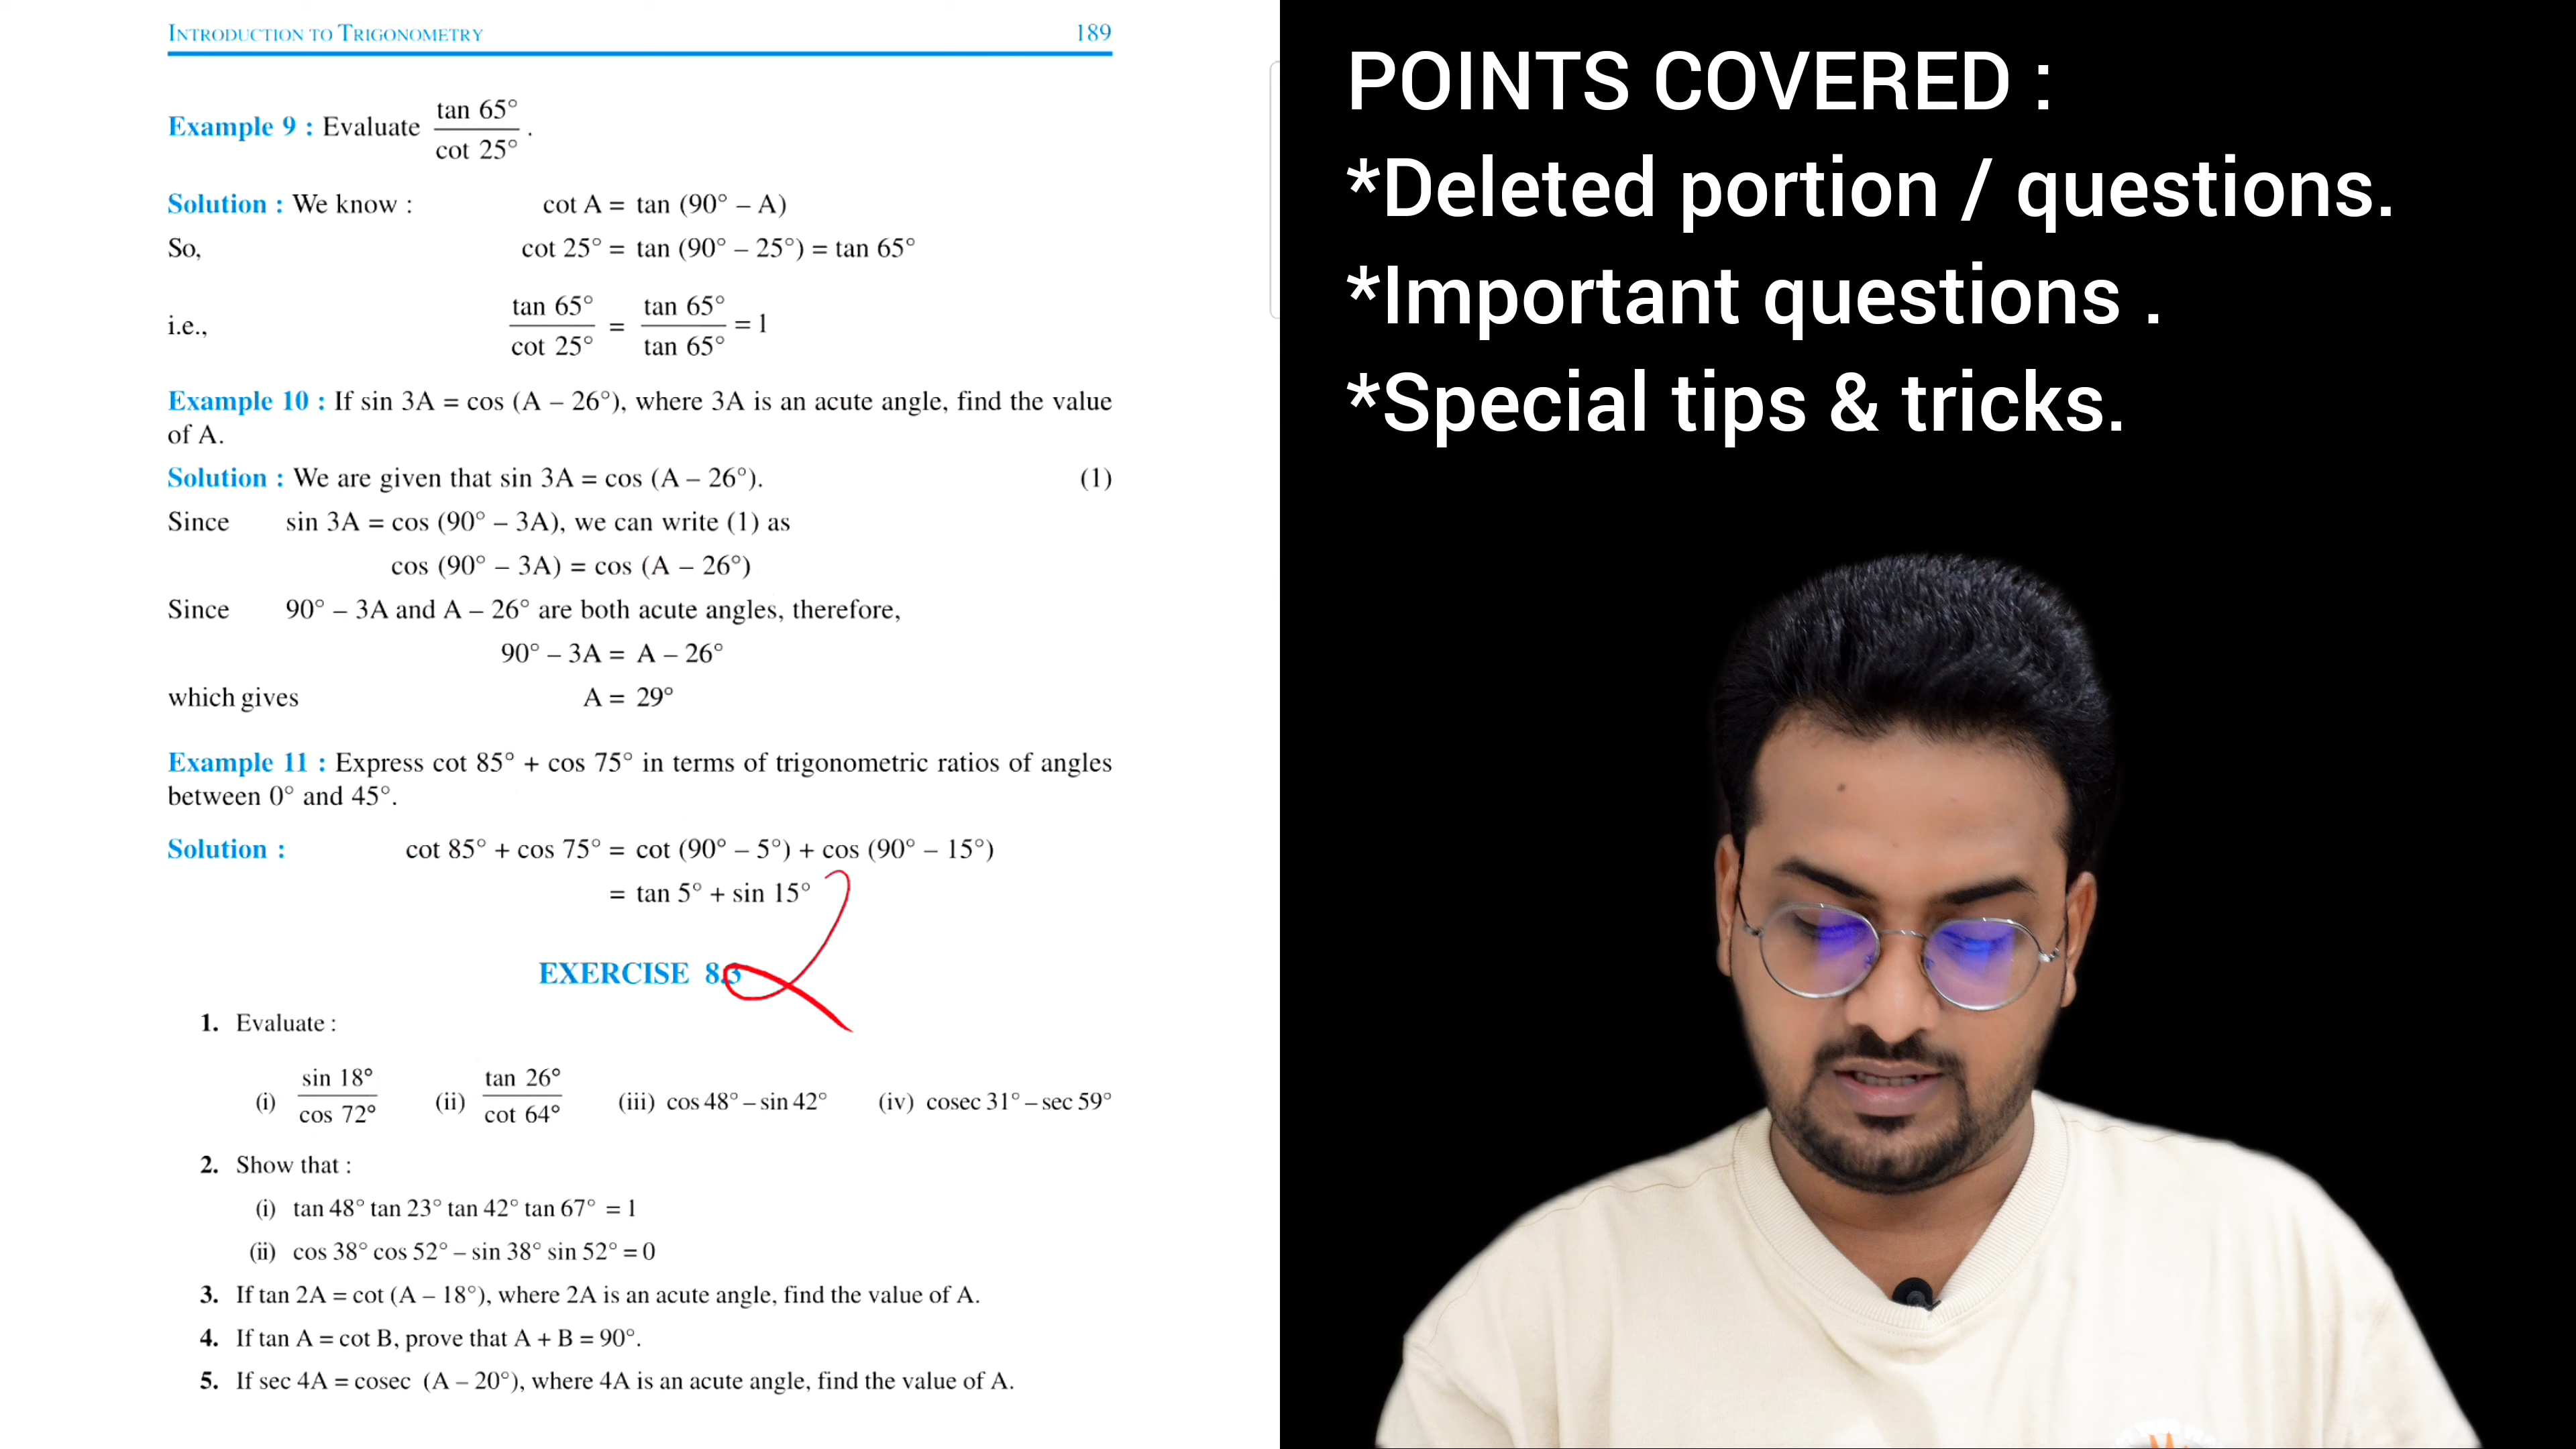 INTRODUCTION TO TRIGONOMETRY 189
Example 9 : Evaluate tan 65° / cot 25° .
Solution : We know : cot A = tan (90° – A)
So, cot 25° = tan (90° – 25°) = tan 65°
i.e., tan 65° / cot 25° = tan 65° / tan 65° = 1
Example 10 : If sin 3A = cos (A – 26°), where 3A is an acute angle, find the value
of A.
Solution : We are given that sin 3A = cos (A – 26°). (1)
Since sin 3A = cos (90° – 3A), we can write (1) as
cos (90° – 3A) = cos (A – 26°)
Since 90° – 3A and A – 26° are both acute angles, therefore,
90° – 3A = A – 26°
which gives A = 29°
Example 11 : Express cot 85° + cos 75° in terms of trigonometric ratios of angles
between 0° and 45°.
Solution : cot 85° + cos 75° = cot (90° – 5°) + cos (90° – 15°)
= tan 5° + sin 15°
EXERCISE 8.3
1. Evaluate :
(i) sin 18° / cos 72° (ii) tan 26° / cot 64° (iii) cos 48° – sin 42° (iv) cosec 31° – sec 59°
2. Show that :
(i) tan 48° tan 23° tan 42° tan 67° = 1
(ii) cos 38° cos 52° – sin 38° sin 52° = 0
3. If tan 2A = cot (A – 18°), where 2A is an acute angle, find the value of A.
4. If tan A = cot B, prove that A + B = 90°.
5. If sec 4A = cosec (A – 20°), where 4A is an acute angle, find the value of A.
POINTS COVERED :
*Deleted portion / questions.
*Important questions .
*Special tips & tricks.